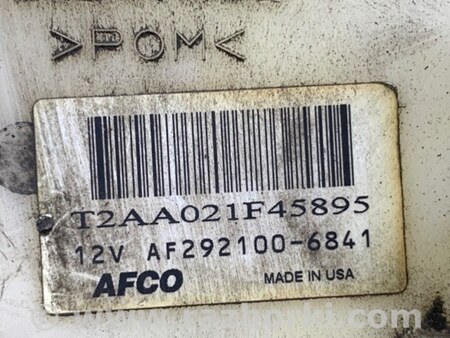 >POM<
T2AA021F45895
12V AF292100-6841
AFCO MADE IN USA